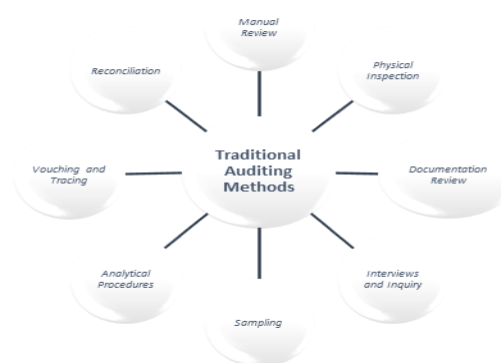 Manual
Review
Physical
Inspection
Documentation
Review
Interviews
and Inquiry
Sampling
Analytical
Procedures
Vouching and
Tracing
Reconciliation
Traditional
Auditing
Methods